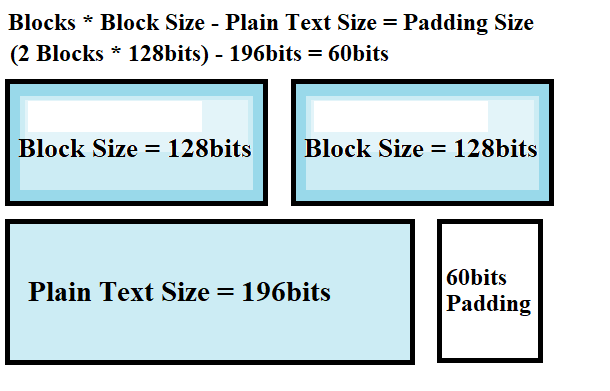 Blocks * Block Size - Plain Text Size = Padding Size
(2 Blocks * 128bits) - 196bits = 60bits
Block Size = 128bits
Block Size = 128bits
Plain Text Size = 196bits
60bits
Padding